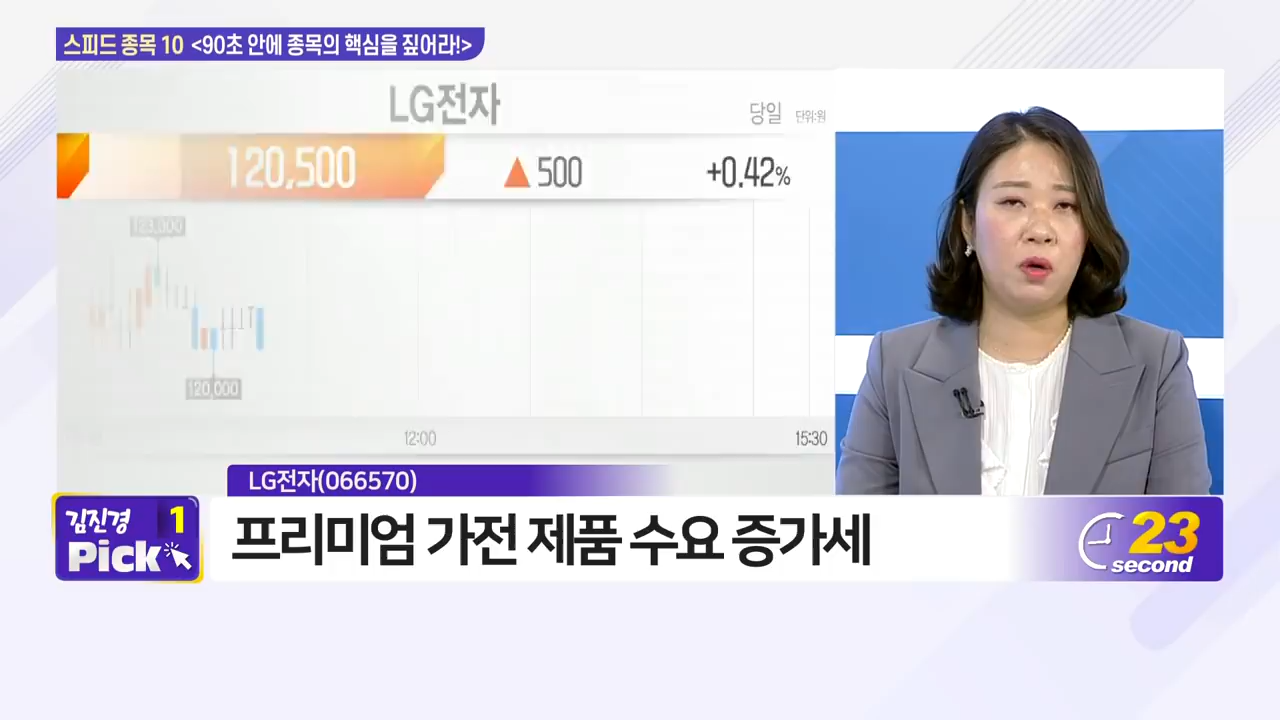 스피드 종목 10 <90초 안에 종목의 핵심을 짚어라!>
LG전자
당일 단위:원
120,500 ▲500 +0.42%
123,000
120,000
12:00 15:30
LG전자(066570)
김진경 1
Pick
프리미엄 가전 제품 수요 증가세
23
second